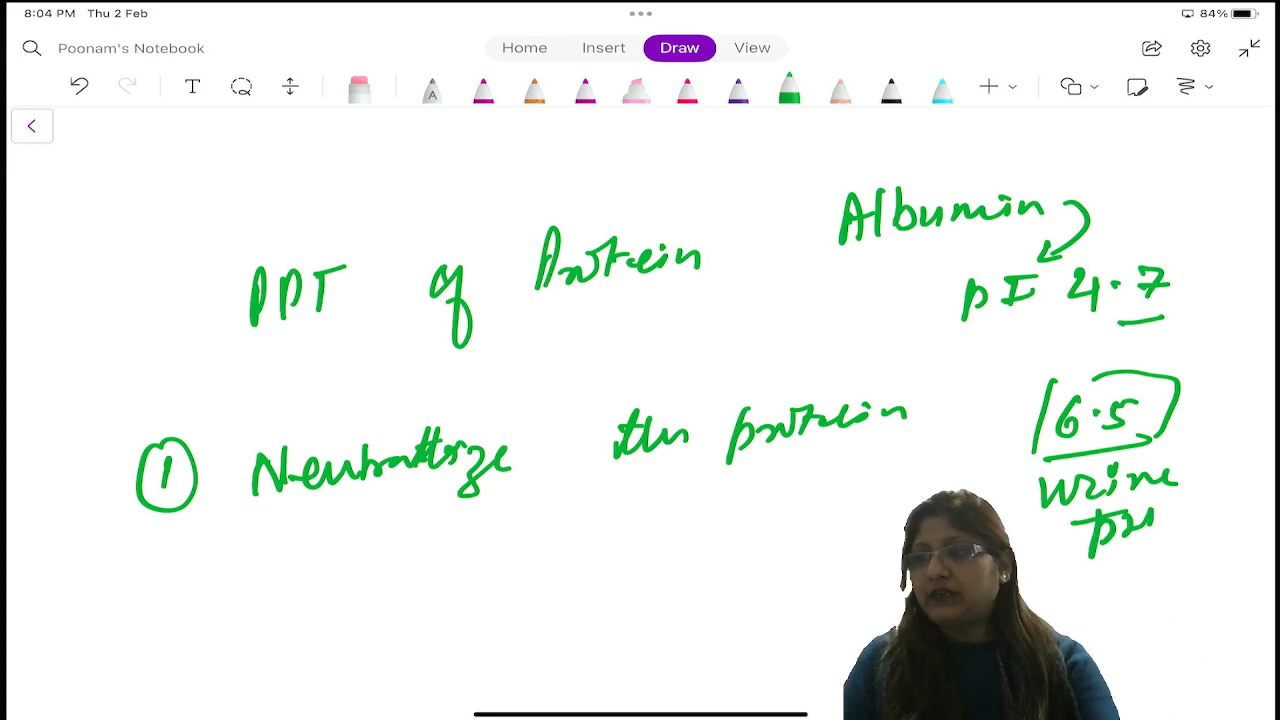 8:04 PM Thu 2 Feb
84%
Poonam's Notebook
Home Insert Draw View
T
A
Albumin
PPT of Protein
pI 4.7
6.5
① Neutralize the protein
Urine
pH